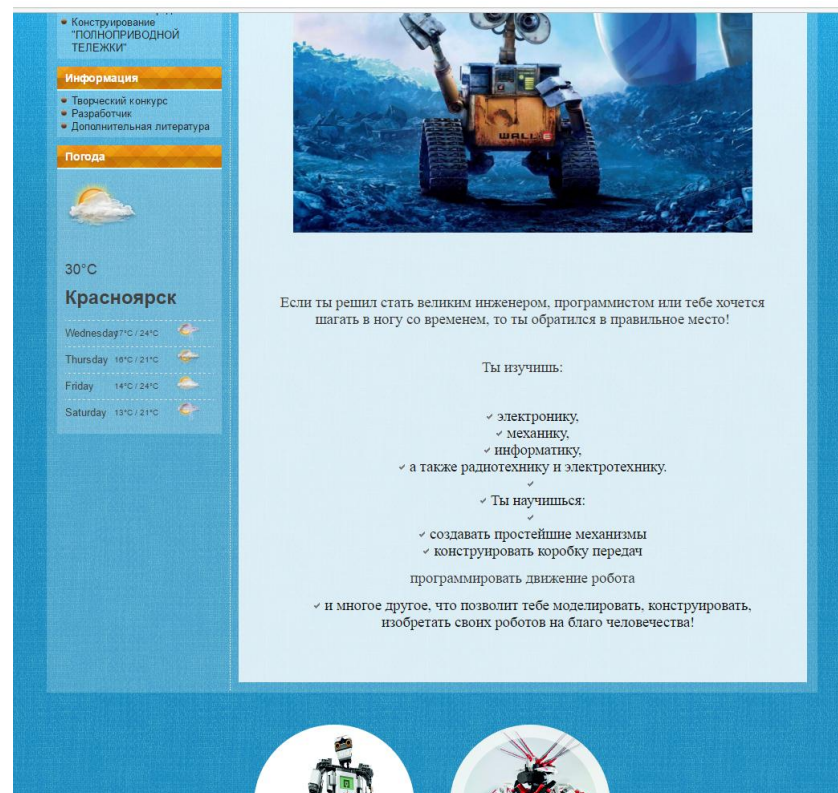 Конструирование
"ПОЛНОПРИВОДНОЙ
ТЕЛЕЖКИ"
Информация
Творческий конкурс
Разработчик
Дополнительная литература
Погода
30°C
Красноярск
Wednesday 17°C / 24°C
Thursday 16°C / 21°C
Friday 14°C / 24°C
Saturday 13°C / 21°C
WALL·E
Если ты решил стать великим инженером, программистом или тебе хочется
шагать в ногу со временем, то ты обратился в правильное место!
Ты изучишь:
электронику,
механику,
информатику,
а также радиотехнику и электротехнику.
Ты научишься:
создавать простейшие механизмы
конструировать коробку передач
программировать движение робота
и многое другое, что позволит тебе моделировать, конструировать,
изобретать своих роботов на благо человечества!